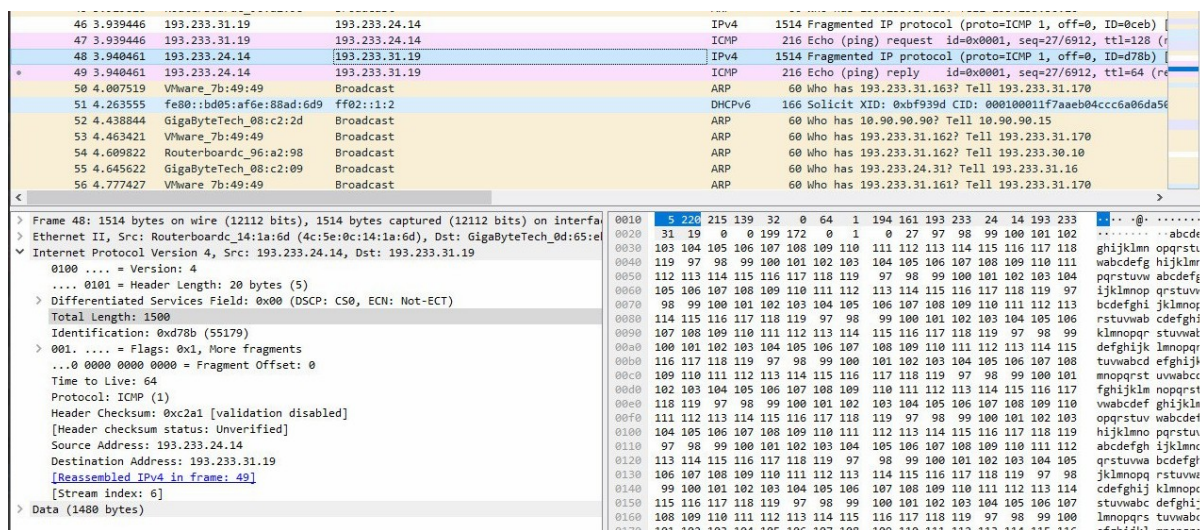 46 3.939446 193.233.31.19 193.233.24.14 IPv4 1514 Fragmented IP protocol (proto=ICMP 1, off=0, ID=0ceb) [
47 3.939446 193.233.31.19 193.233.24.14 ICMP 216 Echo (ping) request id=0x0001, seq=27/6912, ttl=128 (r
48 3.940461 193.233.24.14 193.233.31.19 IPv4 1514 Fragmented IP protocol (proto=ICMP 1, off=0, ID=d78b) [
49 3.940461 193.233.24.14 193.233.31.19 ICMP 216 Echo (ping) reply id=0x0001, seq=27/6912, ttl=64 (re
50 4.007519 VMware_7b:49:49 Broadcast ARP 60 Who has 193.233.31.163? Tell 193.233.31.170
51 4.263555 fe80::bd05:af6e:88ad:6d9 ff02::1:2 DHCPv6 166 Solicit XID: 0xbf939d CID: 000100011f7aaeb04ccc6a06da50
52 4.438844 GigaByteTech_08:c2:2d Broadcast ARP 60 Who has 10.90.90.90? Tell 10.90.90.15
53 4.463421 VMware_7b:49:49 Broadcast ARP 60 Who has 193.233.31.162? Tell 193.233.31.170
54 4.609822 Routerboardc_96:a2:98 Broadcast ARP 60 Who has 193.233.31.162? Tell 193.233.30.10
55 4.645622 GigaByteTech_08:c2:09 Broadcast ARP 60 Who has 193.233.24.31? Tell 193.233.31.16
56 4.777427 VMware_7b:49:49 Broadcast ARP 60 Who has 193.233.31.161? Tell 193.233.31.170
Frame 48: 1514 bytes on wire (12112 bits), 1514 bytes captured (12112 bits) on interfa
Ethernet II, Src: Routerboardc_14:1a:6d (4c:5e:0c:14:1a:6d), Dst: GigaByteTech_0d:65:e
Internet Protocol Version 4, Src: 193.233.24.14, Dst: 193.233.31.19
0100 .... = Version: 4
.... 0101 = Header Length: 20 bytes (5)
Differentiated Services Field: 0x00 (DSCP: CS0, ECN: Not-ECT)
Total Length: 1500
Identification: 0xd78b (55179)
001. .... = Flags: 0x1, More fragments
...0 0000 0000 0000 = Fragment Offset: 0
Time to Live: 64
Protocol: ICMP (1)
Header Checksum: 0xc2a1 [validation disabled]
[Header checksum status: Unverified]
Source Address: 193.233.24.14
Destination Address: 193.233.31.19
[Reassembled IPv4 in frame: 49]
[Stream index: 6]
Data (1480 bytes)
0010 5 220 215 139 32 0 64 1 194 161 193 233 24 14 193 233
0020 31 19 0 0 199 172 0 1 0 27 97 98 99 100 101 102 abcde
0030 103 104 105 106 107 108 109 110 111 112 113 114 115 116 117 118 ghijklmn opqrstu
0040 119 97 98 99 100 101 102 103 104 105 106 107 108 109 110 111 wabcdefg hijklmn
0050 112 113 114 115 116 117 118 119 97 98 99 100 101 102 103 104 pqrstuvw abcdefg
0060 105 106 107 108 109 110 111 112 113 114 115 116 117 118 119 97 ijklmnop qrstuvw
0070 98 99 100 101 102 103 104 105 106 107 108 109 110 111 112 113 bcdefghi jklmnop
0080 114 115 116 117 118 119 97 98 99 100 101 102 103 104 105 106 rstuvwab cdefghi
0090 107 108 109 110 111 112 113 114 115 116 117 118 119 97 98 99 klmnopqr stuvwab
00a0 100 101 102 103 104 105 106 107 108 109 110 111 112 113 114 115 defghijk lmnopqr
00b0 116 117 118 119 97 98 99 100 101 102 103 104 105 106 107 108 tuvwabcd efghijk
00c0 109 110 111 112 113 114 115 116 117 118 119 97 98 99 100 101 mnopqrst uvwabcd
00d0 102 103 104 105 106 107 108 109 110 111 112 113 114 115 116 117 fghijklm nopqrst
00e0 118 119 97 98 99 100 101 102 103 104 105 106 107 108 109 110 vwabcdef ghijklm
00f0 111 112 113 114 115 116 117 118 119 97 98 99 100 101 102 103 opqrstuv wabcdef
0100 104 105 106 107 108 109 110 111 112 113 114 115 116 117 118 119 hijklmno pqrstuv
0110 97 98 99 100 101 102 103 104 105 106 107 108 109 110 111 112 abcdefgh ijklmno
0120 113 114 115 116 117 118 119 97 98 99 100 101 102 103 104 105 qrstuvwa bcdefgh
0130 106 107 108 109 110 111 112 113 114 115 116 117 118 119 97 98 jklmnopq rstuvwa
0140 99 100 101 102 103 104 105 106 107 108 109 110 111 112 113 114 cdefghij klmnopq
0150 115 116 117 118 119 97 98 99 100 101 102 103 104 105 106 107 stuvwabc defghij
0160 108 109 110 111 112 113 114 115 116 117 118 119 97 98 99 100 lmnopqrs tuvwabc